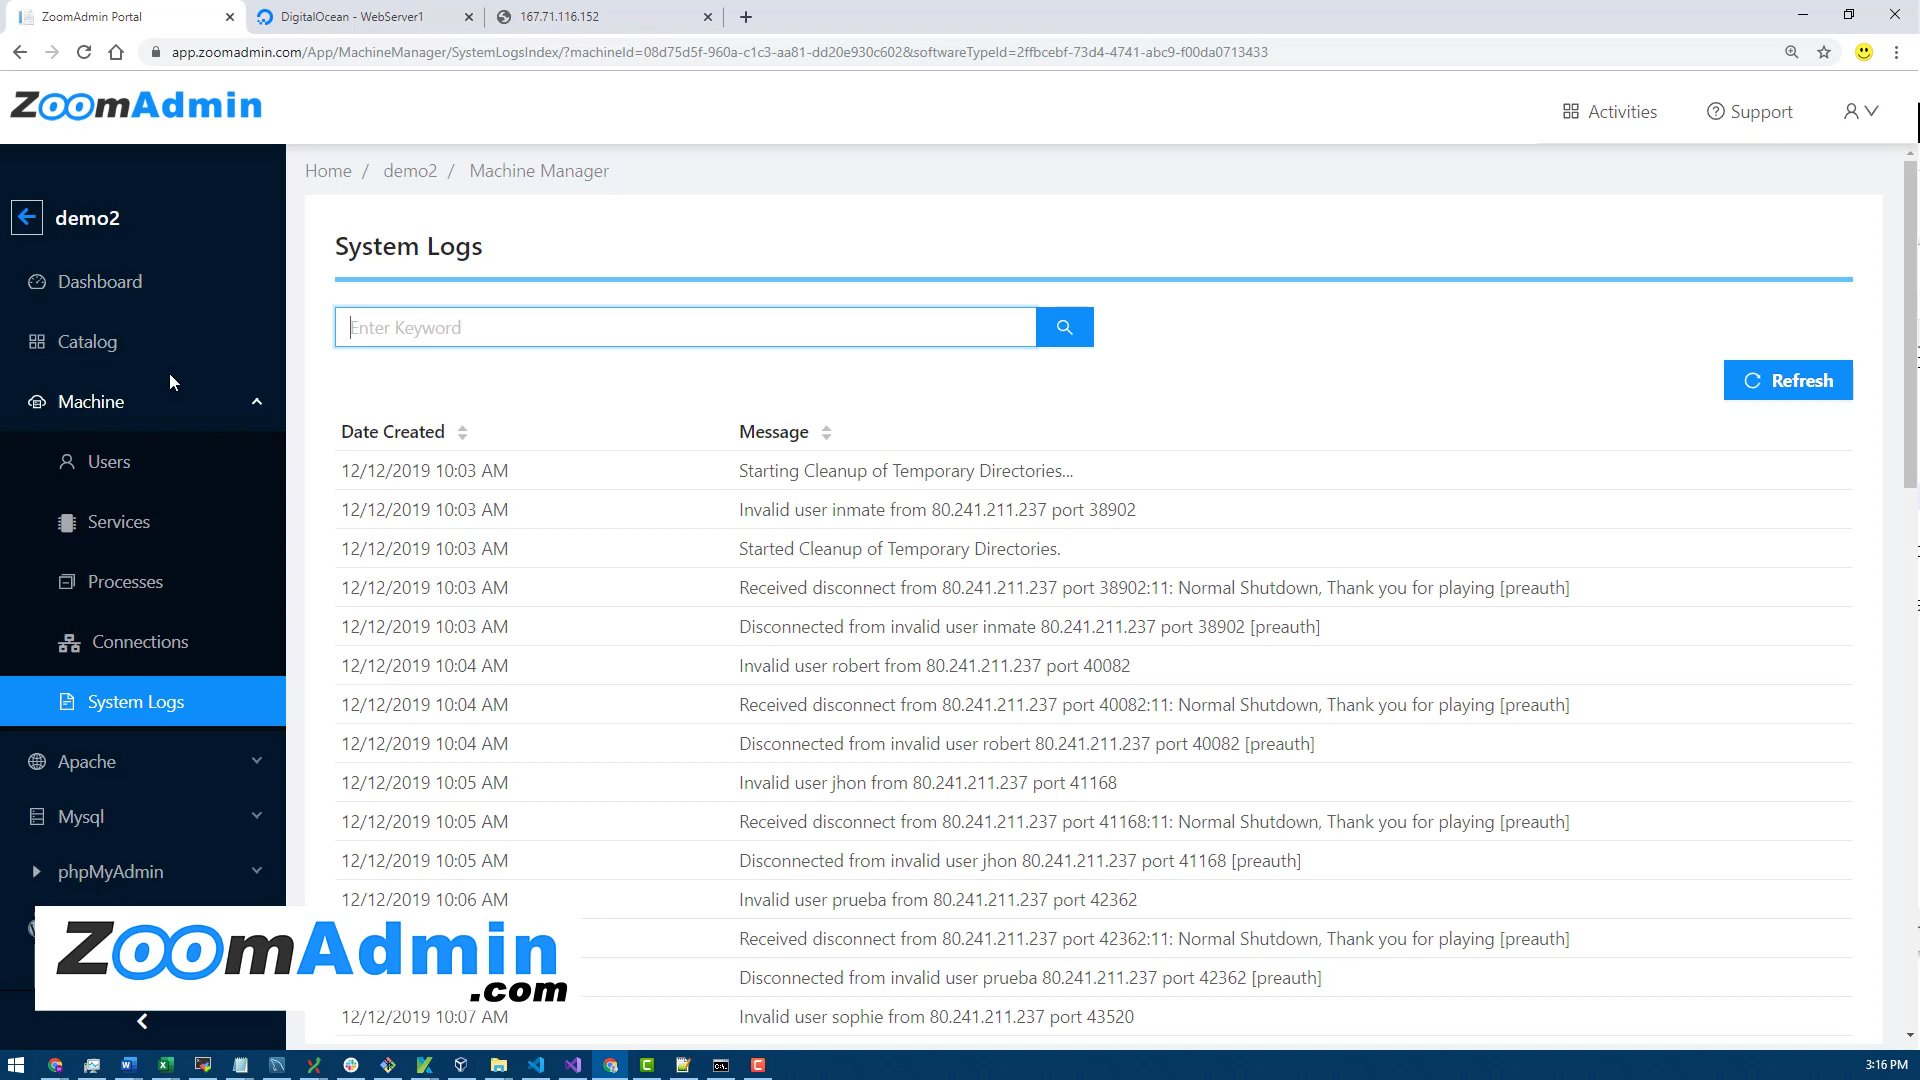 ZoomAdmin Portal
DigitalOcean - WebServer1
167.71.116.152
app.zoomadmin.com/App/MachineManager/SystemLogsIndex/?machineId=08d75d5f-960a-c1c3-aa81-dd20e930c602&softwareTypeId=2ffbcebf-73d4-4741-abc9-f00da0713433
ZoomAdmin
Activities
Support
Home / demo2 / Machine Manager
demo2
Dashboard
Catalog
Machine
Users
Services
Processes
Connections
System Logs
Apache
Mysql
phpMyAdmin
System Logs
Enter Keyword
Refresh
Date Created Message
12/12/2019 10:03 AM Starting Cleanup of Temporary Directories...
12/12/2019 10:03 AM Invalid user inmate from 80.241.211.237 port 38902
12/12/2019 10:03 AM Started Cleanup of Temporary Directories.
12/12/2019 10:03 AM Received disconnect from 80.241.211.237 port 38902:11: Normal Shutdown, Thank you for playing [preauth]
12/12/2019 10:03 AM Disconnected from invalid user inmate 80.241.211.237 port 38902 [preauth]
12/12/2019 10:04 AM Invalid user robert from 80.241.211.237 port 40082
12/12/2019 10:04 AM Received disconnect from 80.241.211.237 port 40082:11: Normal Shutdown, Thank you for playing [preauth]
12/12/2019 10:04 AM Disconnected from invalid user robert 80.241.211.237 port 40082 [preauth]
12/12/2019 10:05 AM Invalid user jhon from 80.241.211.237 port 41168
12/12/2019 10:05 AM Received disconnect from 80.241.211.237 port 41168:11: Normal Shutdown, Thank you for playing [preauth]
12/12/2019 10:05 AM Disconnected from invalid user jhon 80.241.211.237 port 41168 [preauth]
12/12/2019 10:06 AM Invalid user prueba from 80.241.211.237 port 42362
Received disconnect from 80.241.211.237 port 42362:11: Normal Shutdown, Thank you for playing [preauth]
Disconnected from invalid user prueba 80.241.211.237 port 42362 [preauth]
12/12/2019 10:07 AM Invalid user sophie from 80.241.211.237 port 43520
ZoomAdmin
.com
3:16 PM